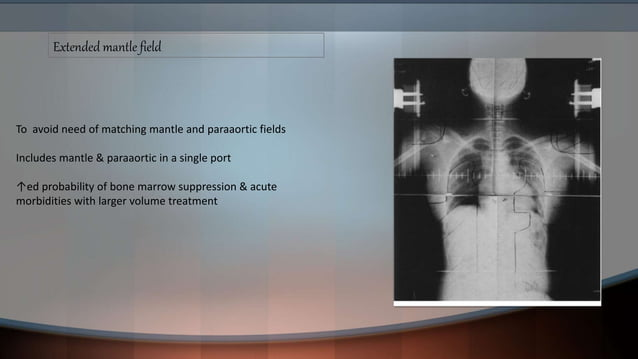 Extended mantle field
To avoid need of matching mantle and paraaortic fields
Includes mantle & paraaortic in a single port
↑ed probability of bone marrow suppression & acute
morbidities with larger volume treatment